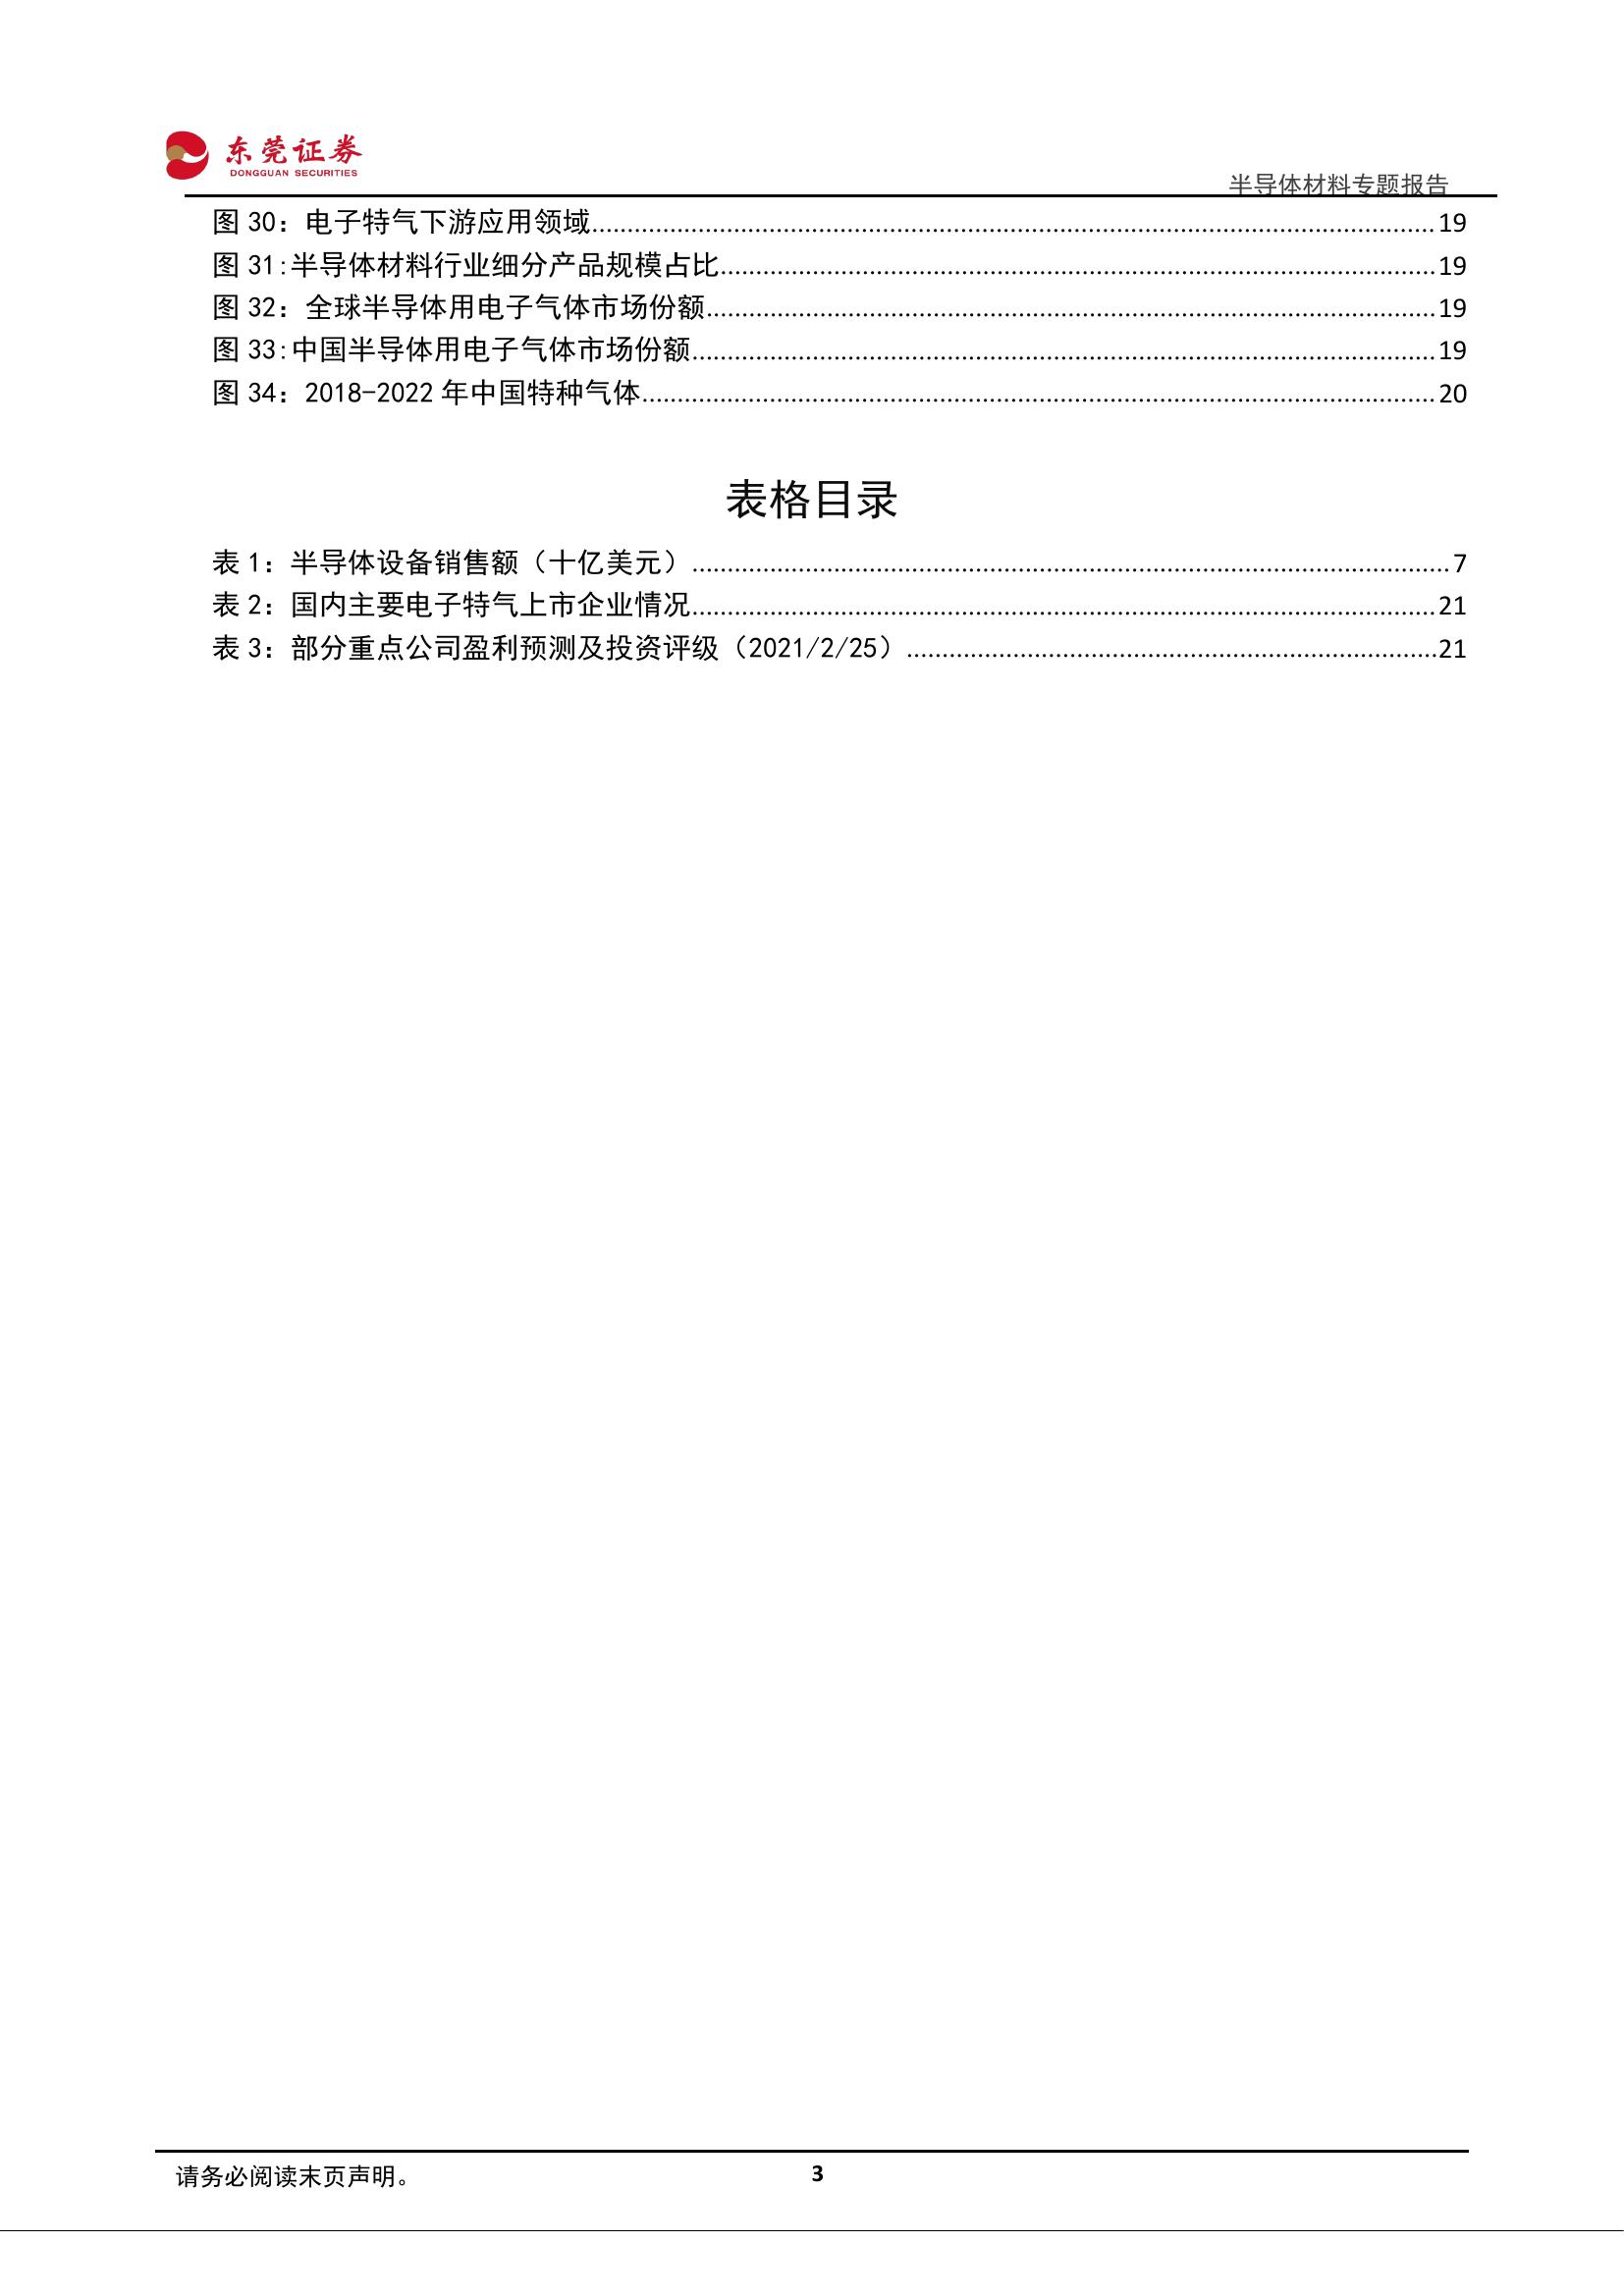 东莞证券
DONGGUAN SECURITIES
半导体材料专题报告
图 30：电子特气下游应用领域........................................19
图 31:半导体材料行业细分产品规模占比........................................19
图 32：全球半导体用电子气体市场份额........................................19
图 33:中国半导体用电子气体市场份额........................................19
图 34：2018-2022 年中国特种气体........................................20
表格目录
表 1：半导体设备销售额（十亿美元）........................................7
表 2：国内主要电子特气上市企业情况........................................21
表 3：部分重点公司盈利预测及投资评级（2021/2/25）........................................21
请务必阅读末页声明。
3